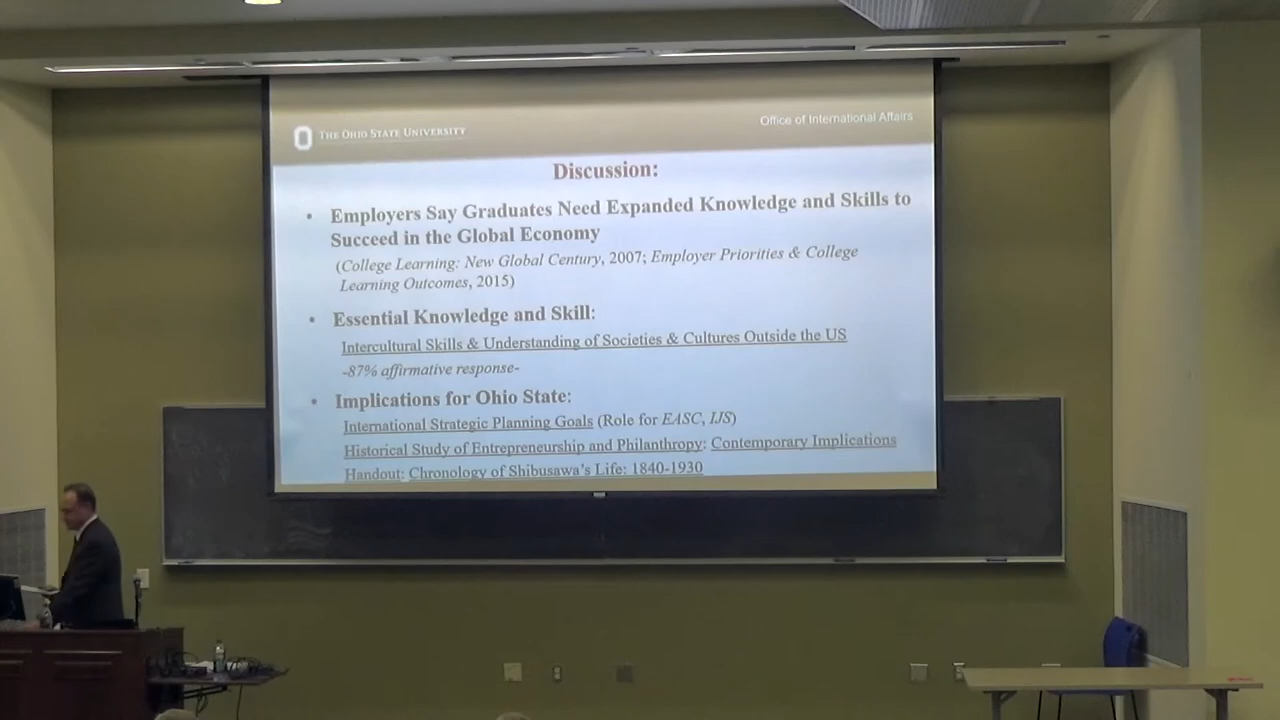 THE OHIO STATE UNIVERSITY
Office of International Affairs
Discussion:
• Employers Say Graduates Need Expanded Knowledge and Skills to
Succeed in the Global Economy
(College Learning: New Global Century, 2007; Employer Priorities & College
Learning Outcomes, 2015)
• Essential Knowledge and Skill:
Intercultural Skills & Understanding of Societies & Cultures Outside the US
-87% affirmative response-
• Implications for Ohio State:
International Strategic Planning Goals (Role for EASC, IJS)
Historical Study of Entrepreneurship and Philanthropy: Contemporary Implications
Handout: Chronology of Shibusawa's Life: 1840-1930